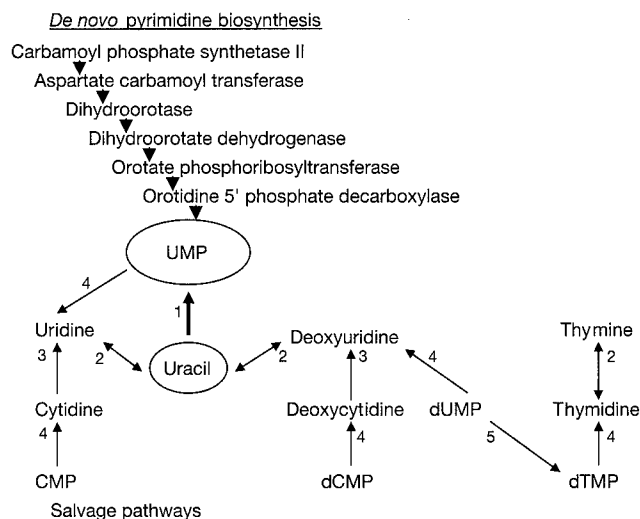 De novo pyrimidine biosynthesis
Carbamoyl phosphate synthetase II
Aspartate carbamoyl transferase
Dihydroorotase
Dihydroorotate dehydrogenase
Orotate phosphoribosyltransferase
Orotidine 5' phosphate decarboxylase
UMP
4
1
Uridine
Deoxyuridine
Thymine
3
2
Uracil
2
3
4
2
Cytidine
Deoxycytidine
dUMP
Thymidine
4
4
5
4
CMP
dCMP
dTMP
Salvage pathways